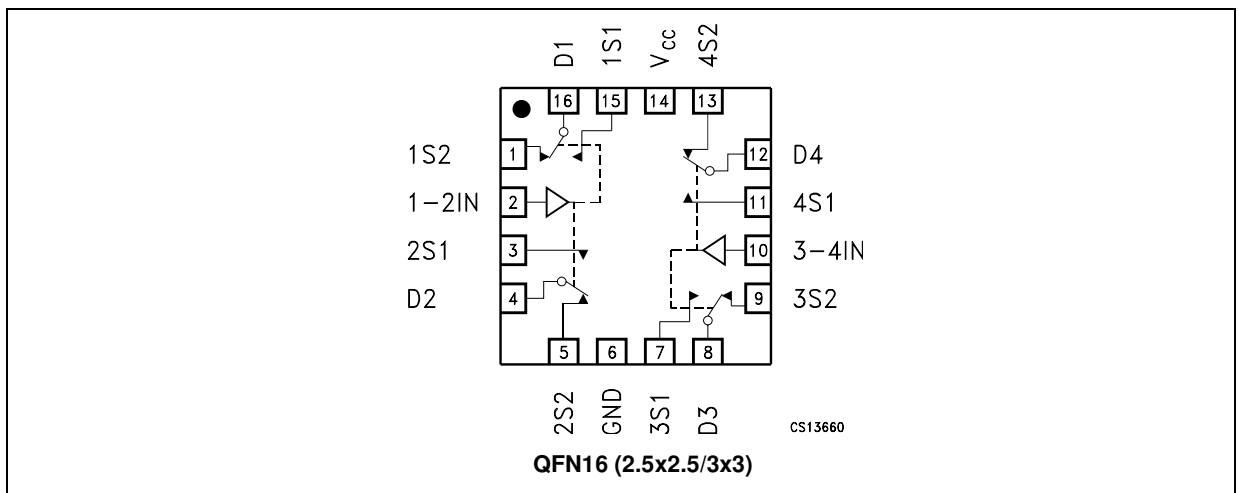 D1
1S1
Vcc
4S2
16
15
14
13
1S2
1
12
D4
1-2IN
2
11
4S1
2S1
3
10
3-4IN
D2
4
9
3S2
5
6
7
8
2S2
GND
3S1
D3
CS13660
QFN16 (2.5x2.5/3x3)